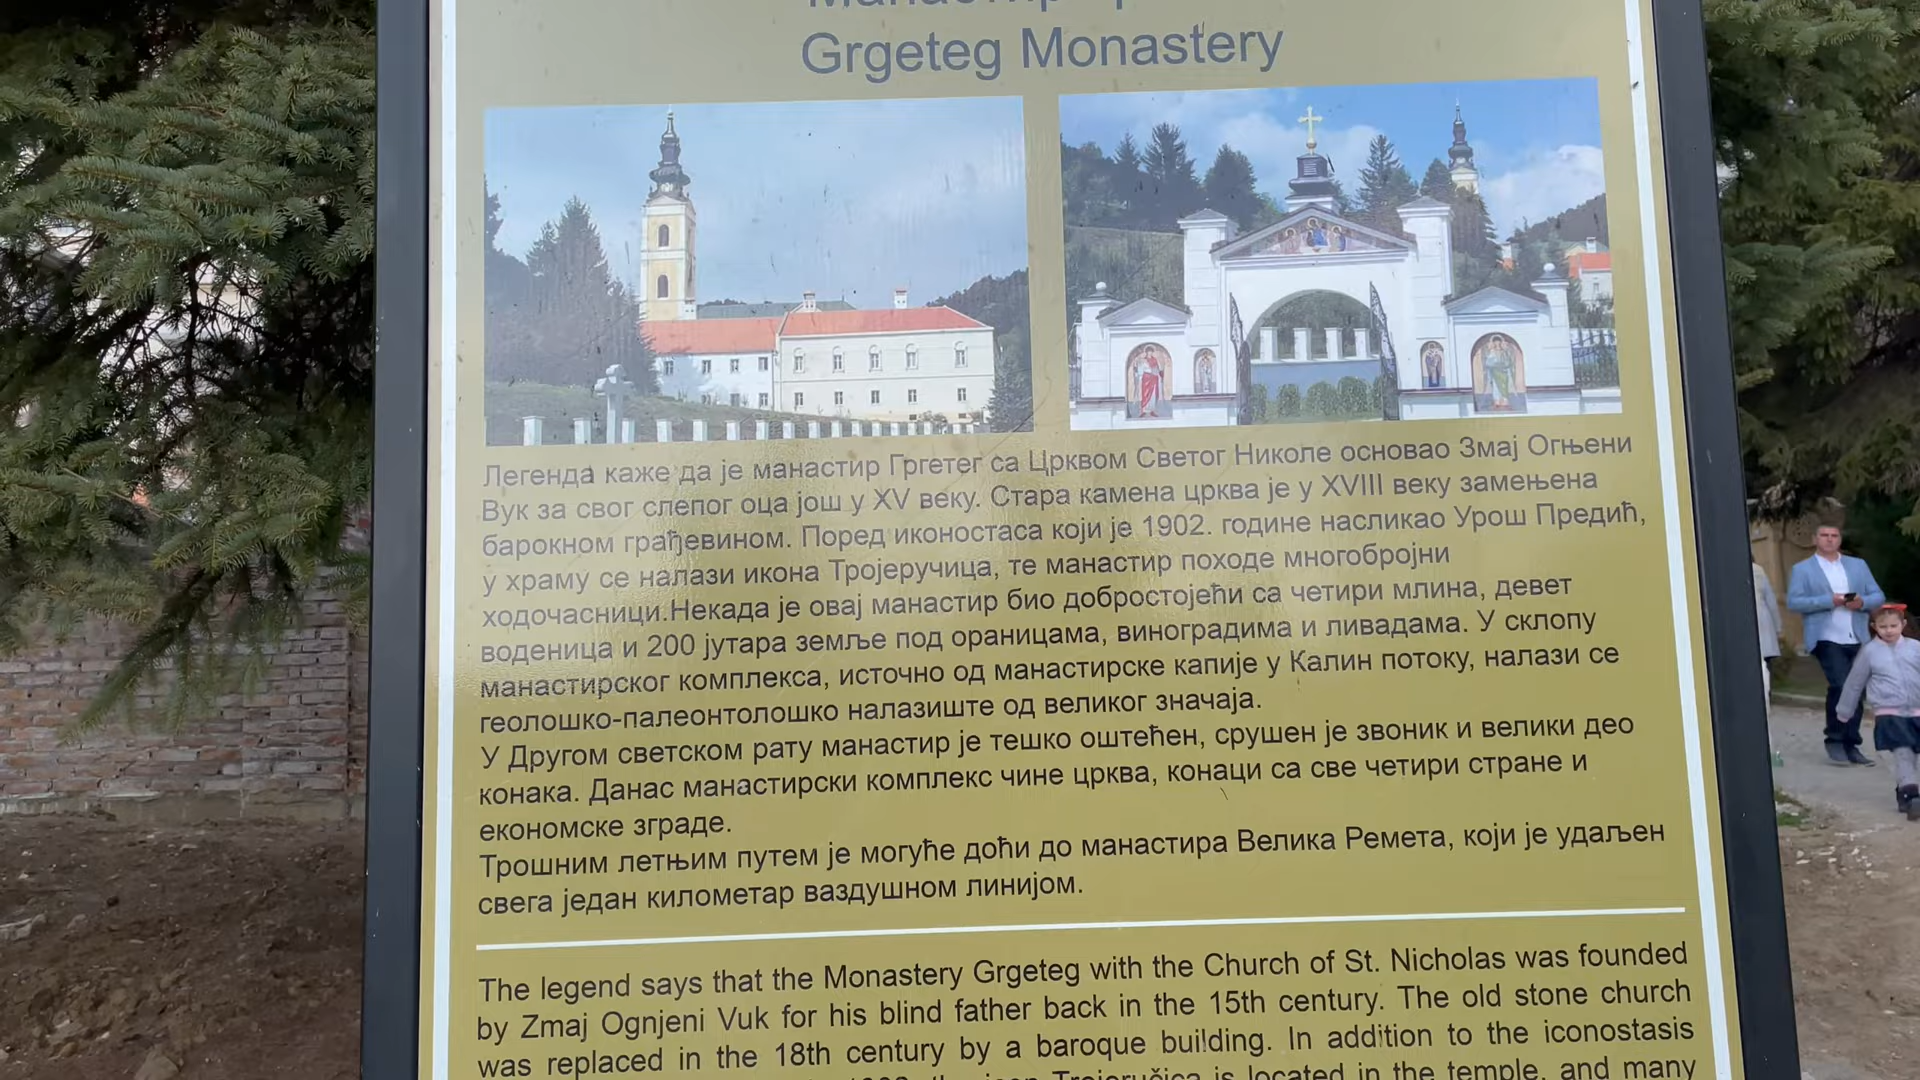 Grgeteg Monastery
Легенда каже да је манастир Гргетег са Црквом Светог Николе основао Змај Огњени
Вук за свог слепог оца још у XV веку. Стара камена црква је у XVIII веку замењена
барокном грађевином. Поред иконостаса који је 1902. године насликао Урош Предић,
у храму се налази икона Тројеручица, те манастир походе многобројни
ходочасници.Некада је овај манастир био добростојећи са четири млина, девет
воденица и 200 јутара земље под ораницама, виноградима и ливадама. У склопу
манастирског комплекса, источно од манастирске капије у Калин потоку, налази се
геолошко-палеонтолошко налазиште од великог значаја.
У Другом светском рату манастир је тешко оштећен, срушен је звоник и велики део
конака. Данас манастирски комплекс чине црква, конаци са све четири стране и
економске зграде.
Трошним летњим путем је могуће доћи до манастира Велика Ремета, који је удаљен
свега један километар ваздушном линијом.
The legend says that the Monastery Grgeteg with the Church of St. Nicholas was founded
by Zmaj Ognjeni Vuk for his blind father back in the 15th century. The old stone church
was replaced in the 18th century by a baroque building. In addition to the iconostasis
icon Trojeručica is located in the temple, and many